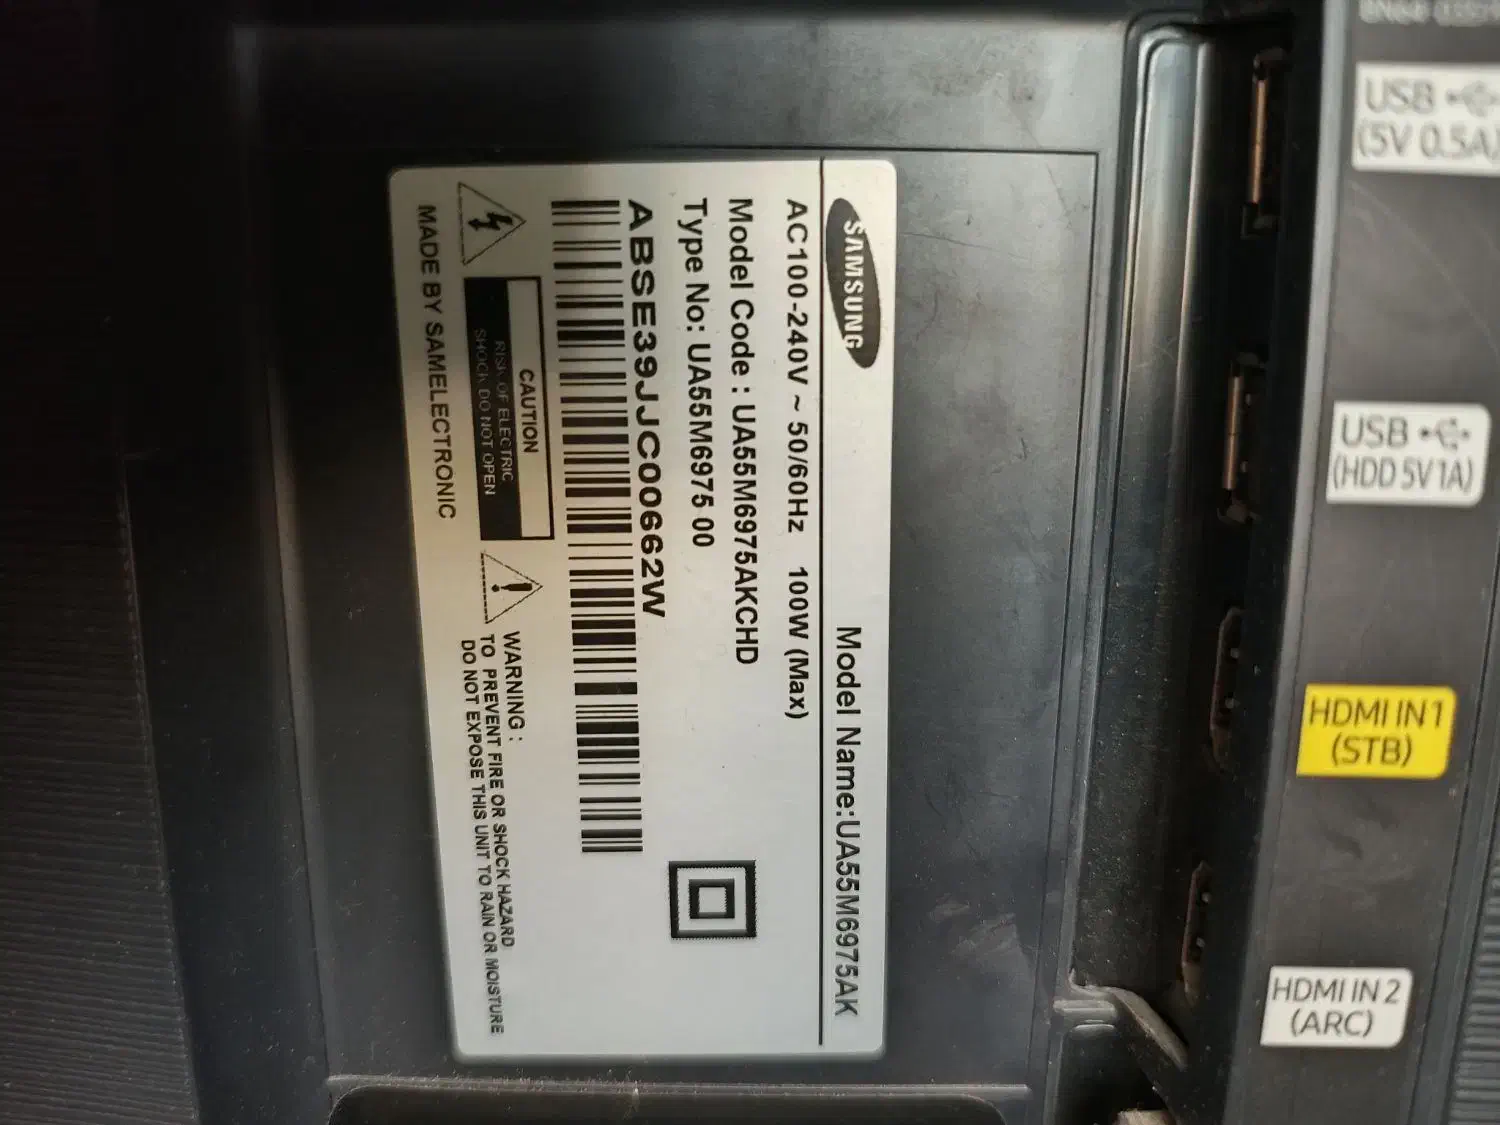 SAMSUNG
Model Name:UA55M6975AK
AC100-240V ~ 50/60Hz 100W (Max)
Model Code : UA55M6975AKCHD
Type No: UA55M6975 00
ABSE39JJC00662W
CAUTION
RISK OF ELECTRIC
SHOCK DO NOT OPEN
WARNING :
TO PREVENT FIRE OR SHOCK HAZARD
DO NOT EXPOSE THIS UNIT TO RAIN OR MOISTURE
MADE BY SAMELECTRONIC
USB
(5V 0.5A)
USB
(HDD 5V 1A)
HDMI IN 1
(STB)
HDMI IN 2
(ARC)